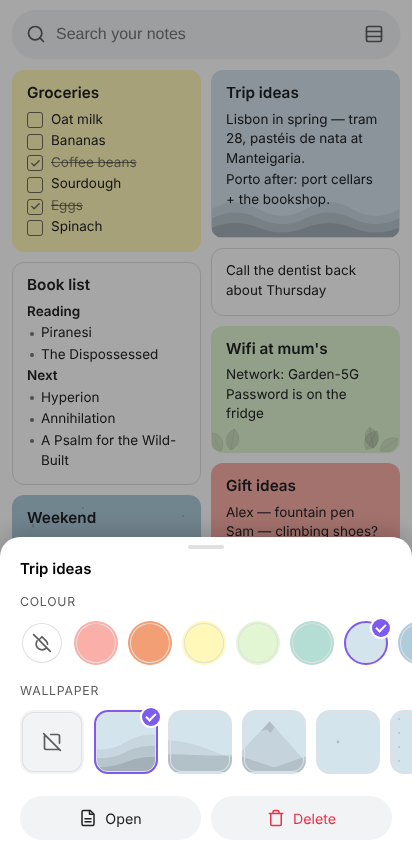 Search your notes
Groceries
Oat milk
Bananas
Coffee beans
Sourdough
Eggs
Spinach
Book list
Reading
Piranesi
The Dispossessed
Next
Hyperion
Annihilation
A Psalm for the Wild-
Built
Weekend
Trip ideas
Lisbon in spring — tram
28, pastéis de nata at
Manteigaria.
Porto after: port cellars
+ the bookshop.
Call the dentist back
about Thursday
Wifi at mum's
Network: Garden-5G
Password is on the
fridge
Gift ideas
Alex — fountain pen
Sam — climbing shoes?
Trip ideas
COLOUR
WALLPAPER
Open
Delete